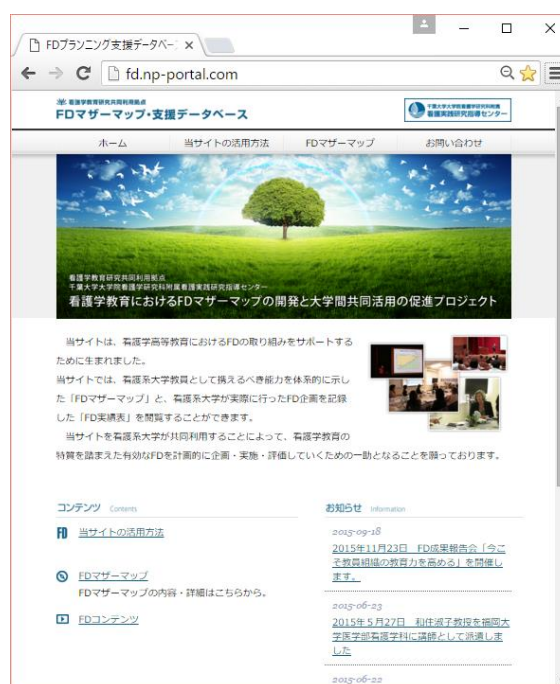 FDプランニング支援データベー
fd.np-portal.com
看護学教育研究共同利用拠点
FDマザーマップ・支援データベース
千葉大学大学院看護学研究科附属
看護実践研究指導センター
ホーム 当サイトの活用方法 FDマザーマップ お問い合わせ
看護学教育研究共同利用拠点
千葉大学大学院看護学研究科附属看護実践研究指導センター
看護学教育におけるFDマザーマップの開発と大学間共同活用の促進プロジェクト
当サイトは、看護学高等教育におけるFDの取り組みをサポートする
ために生まれました。
当サイトでは、看護系大学教員として携えるべき能力を体系的に示し
た「FDマザーマップ」と、看護系大学が実際に行ったFD企画を記録
した「FD実績表」を閲覧することができます。
当サイトを看護系大学が共同利用することによって、看護学教育の
特質を踏まえた有効なFDを計画的に企画・実施・評価していくための一助となることを願っております。
コンテンツ Contents
FD 当サイトの活用方法
FDマザーマップ
FDマザーマップの内容・詳細はこちらから。
FDコンテンツ
お知らせ Information
2015-09-18
2015年11月23日 FD成果報告会「今こ
そ教員組織の教育力を高める」を開催し
ます。
2015-06-23
2015年５月27日 和住淑子教授を福岡大
学医学部看護学科に講師として派遣しま
した
2015-06-22